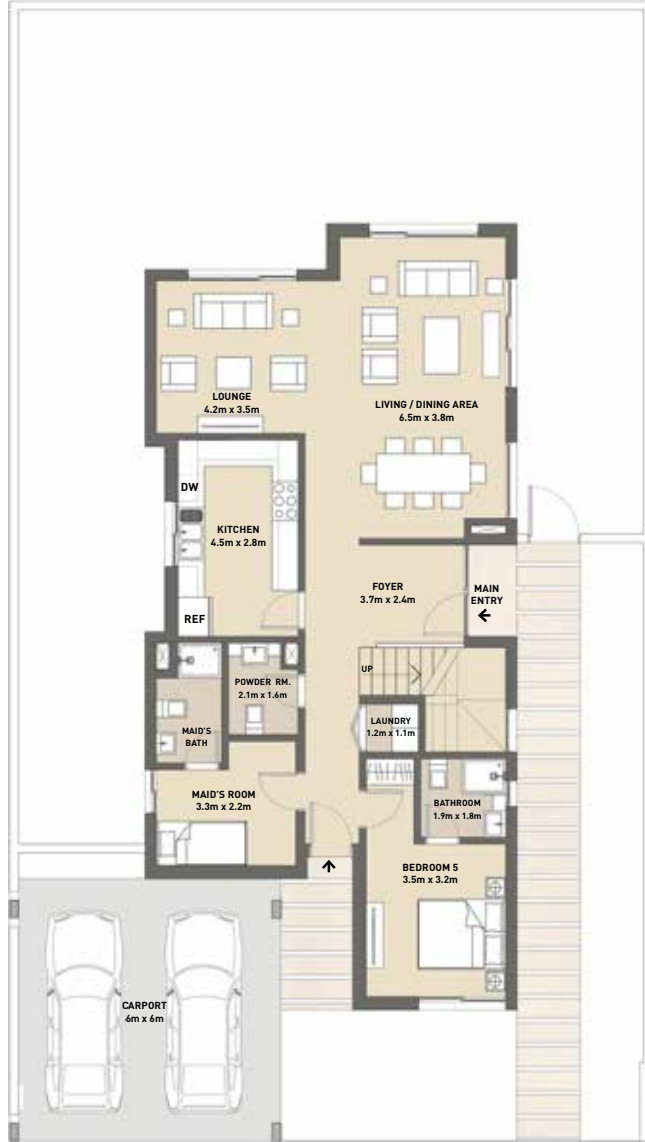 LOUNGE
4.2m x 3.5m
LIVING / DINING AREA
6.5m x 3.8m
DW
KITCHEN
4.5m x 2.8m
REF
FOYER
3.7m x 2.4m
MAIN
ENTRY
UP
POWDER RM.
2.1m x 1.6m
MAID'S
BATH
LAUNDRY
1.2m x 1.1m
MAID'S ROOM
3.3m x 2.2m
BATHROOM
1.9m x 1.8m
BEDROOM 5
3.5m x 3.2m
CARPORT
6m x 6m